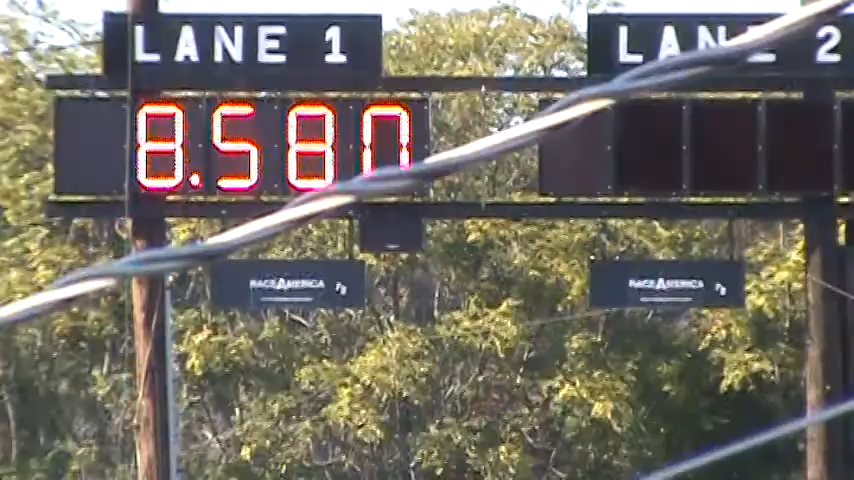 LANE 1
LANE 2
8.580
RACEAMERICA
RACEAMERICA